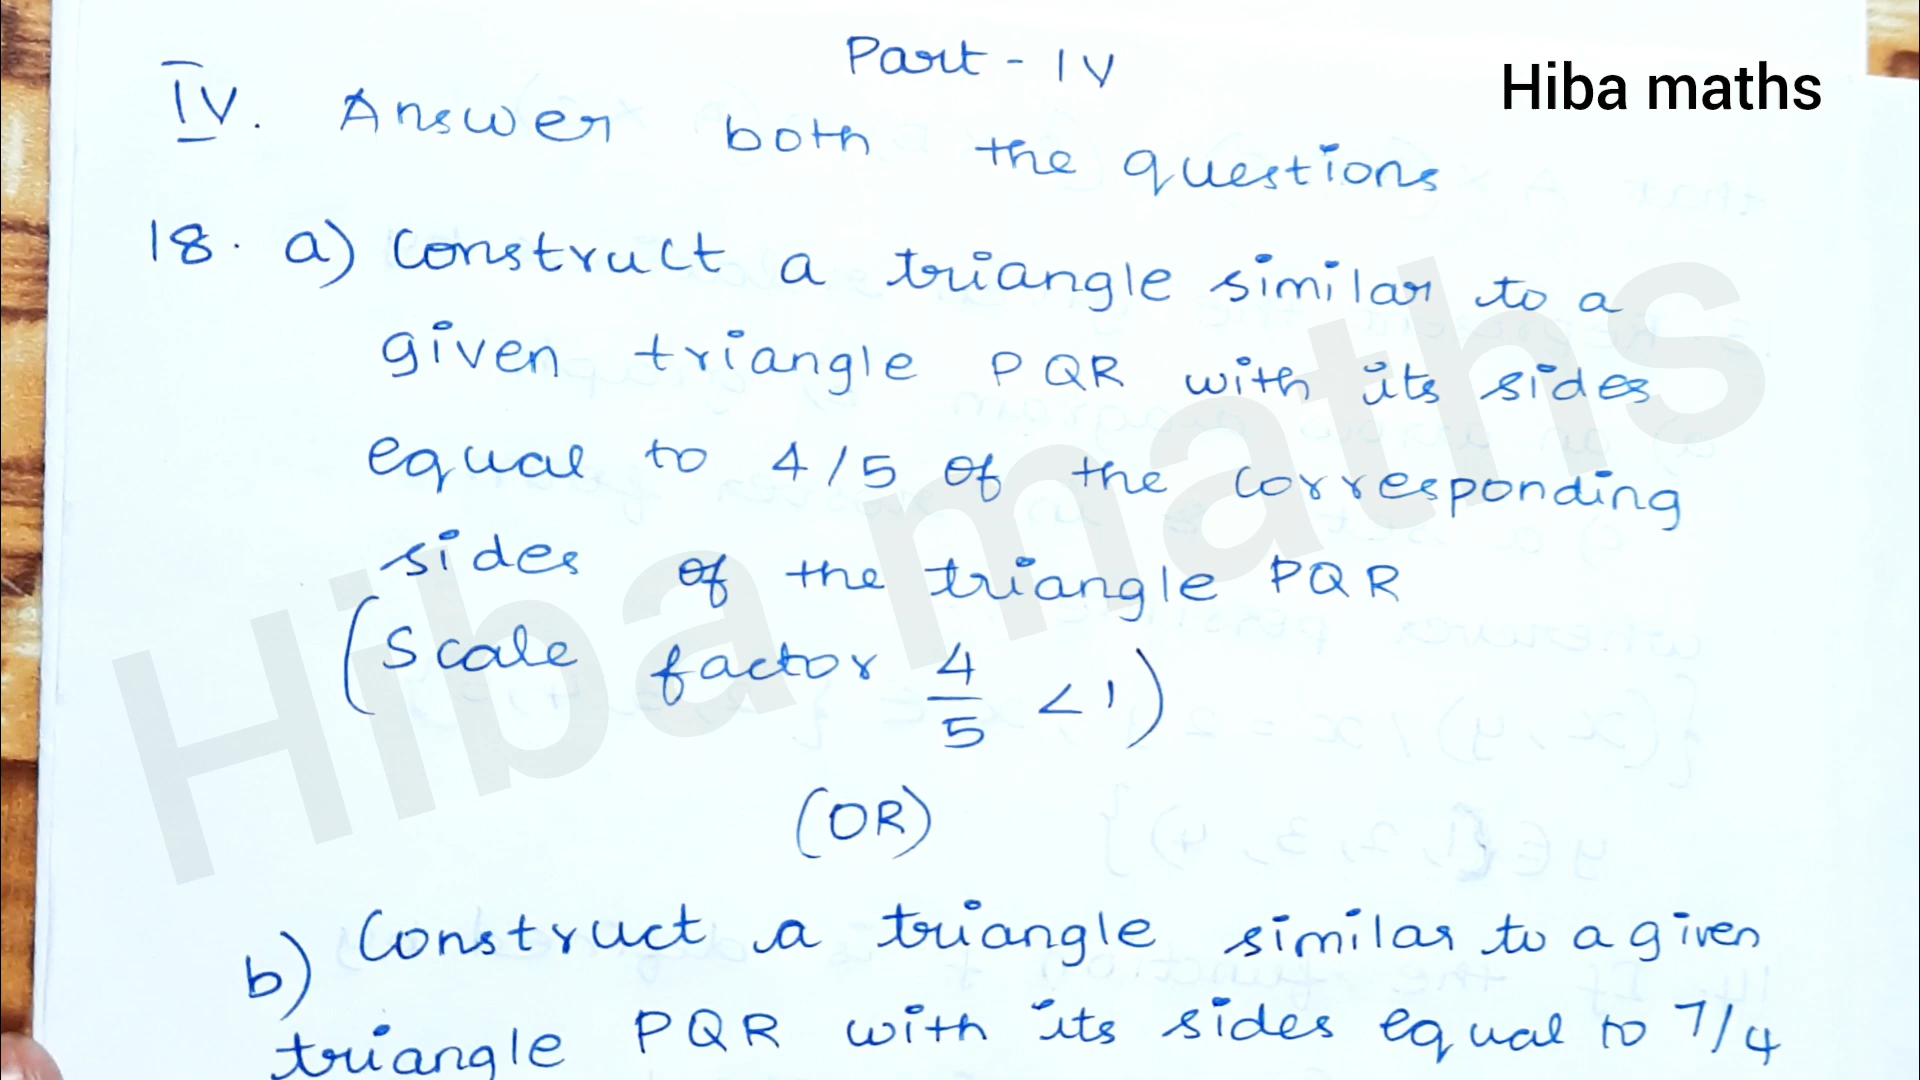 Part - IV
Hiba maths
IV. Answer both the questions
18. a) Construct a triangle similar to a
given triangle PQR with its sides
equal to 4/5 of the corresponding
sides of the triangle PQR
(Scale factor 4/5 <1)
(OR)
b) Construct a triangle similar to a given
triangle PQR with its sides equal to 7/4
Hiba maths